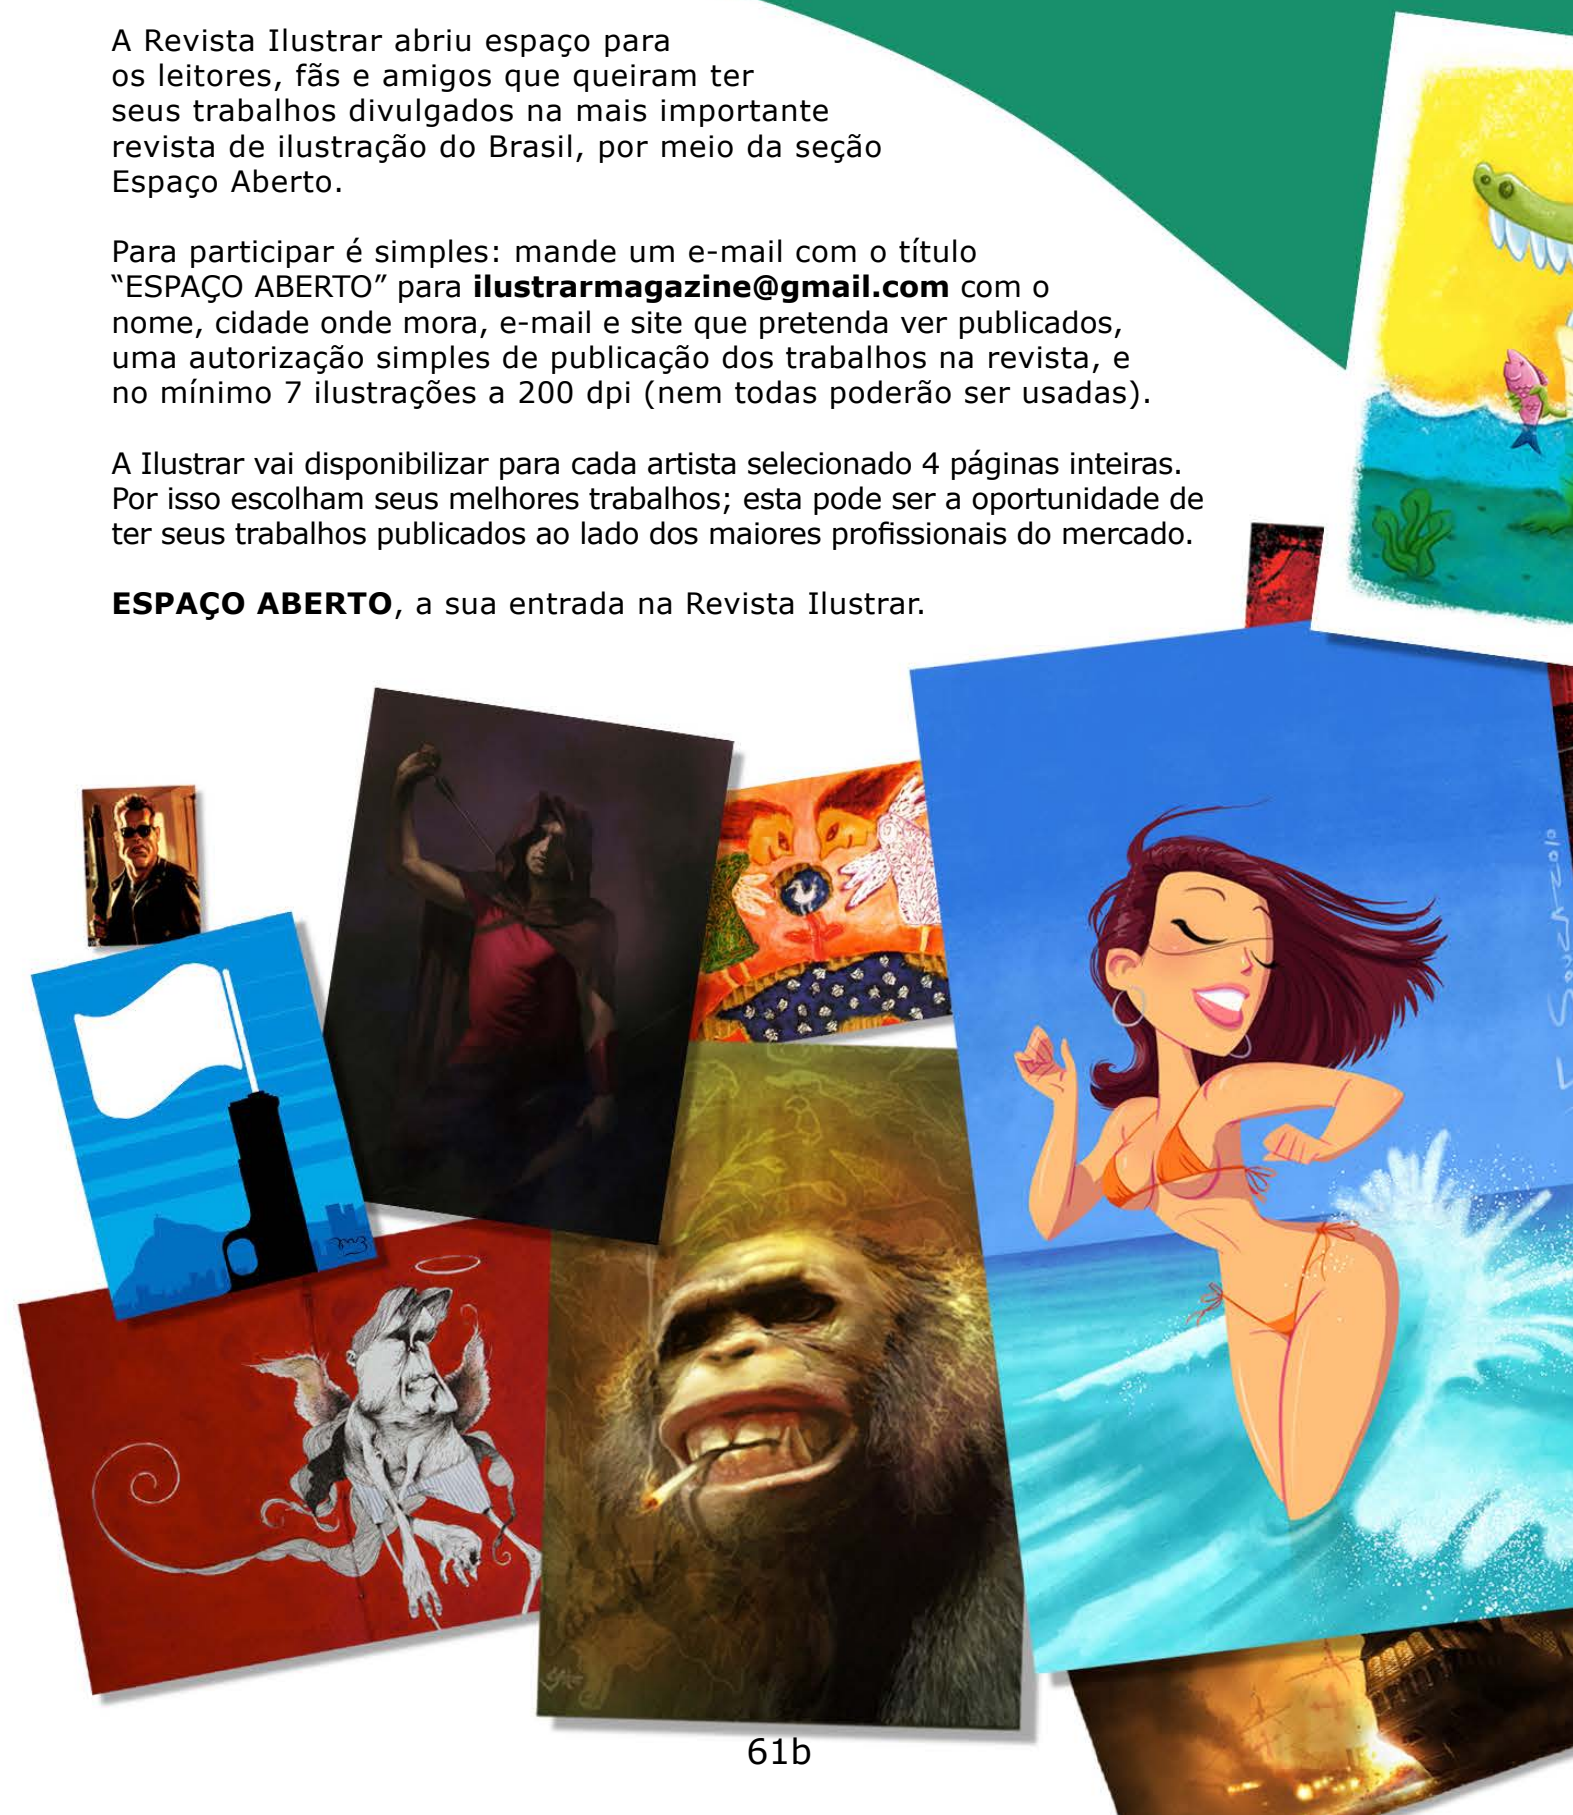 A Revista Ilustrar abriu espaço para
os leitores, fãs e amigos que queiram ter
seus trabalhos divulgados na mais importante
revista de ilustração do Brasil, por meio da seção
Espaço Aberto.
Para participar é simples: mande um e-mail com o título
“ESPAÇO ABERTO” para ilustrarmagazine@gmail.com com o
nome, cidade onde mora, e-mail e site que pretenda ver publicados,
uma autorização simples de publicação dos trabalhos na revista, e
no mínimo 7 ilustrações a 200 dpi (nem todas poderão ser usadas).
A Ilustrar vai disponibilizar para cada artista selecionado 4 páginas inteiras.
Por isso escolham seus melhores trabalhos; esta pode ser a oportunidade de
ter seus trabalhos publicados ao lado dos maiores profissionais do mercado.
ESPAÇO ABERTO, a sua entrada na Revista Ilustrar.
61b